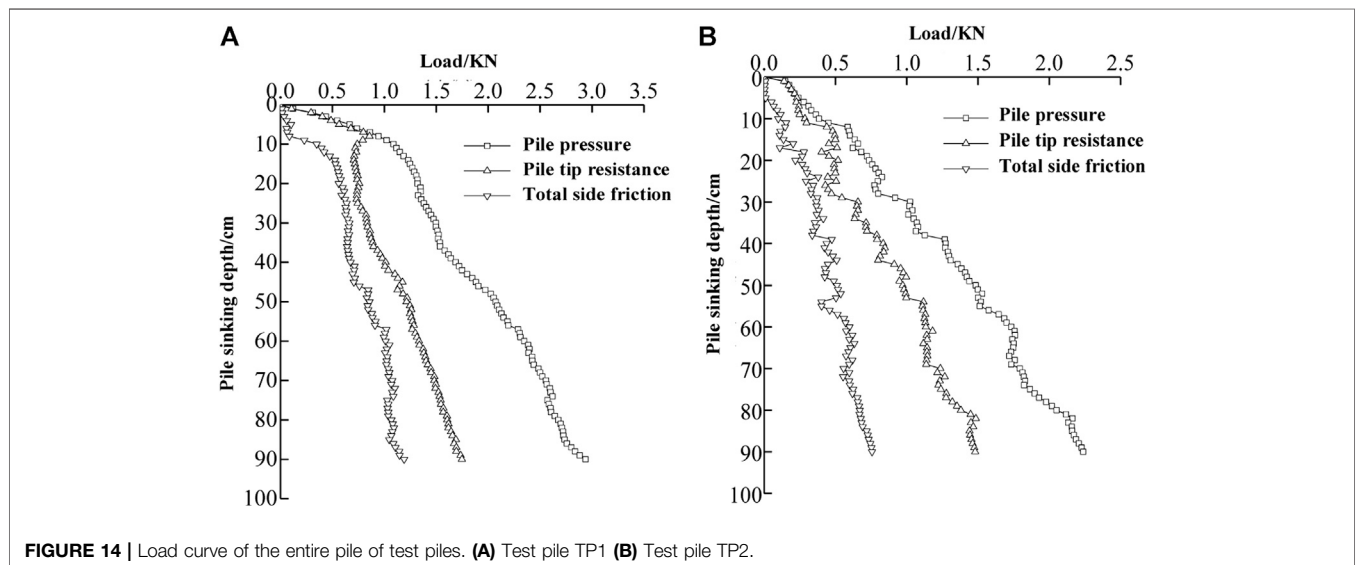 A
Load/KN
0.0 0.5 1.0 1.5 2.0 2.5 3.0 3.5
0
10
20
30
40
50
60
70
80
90
100
Pile sinking depth/cm
Pile pressure
Pile tip resistance
Total side friction
B
Load/KN
0.0 0.5 1.0 1.5 2.0 2.5
0
10
20
30
40
50
60
70
80
90
100
Pile sinking depth/cm
Pile pressure
Pile tip resistance
Total side friction
FIGURE 14 | Load curve of the entire pile of test piles. (A) Test pile TP1 (B) Test pile TP2.